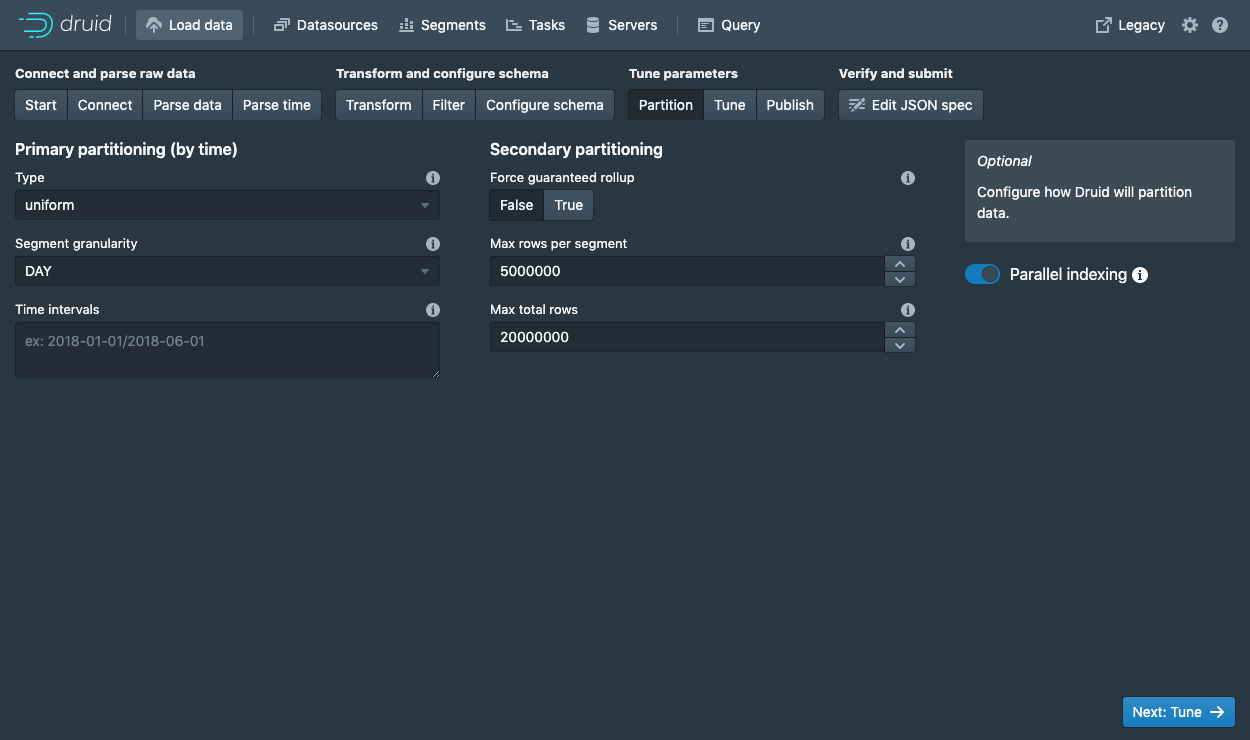 druid Load data Datasources Segments Tasks Servers Query Legacy
Connect and parse raw data Transform and configure schema Tune parameters Verify and submit
Start Connect Parse data Parse time Transform Filter Configure schema Partition Tune Publish Edit JSON spec
Primary partitioning (by time)
Type
uniform
Segment granularity
DAY
Time intervals
ex: 2018-01-01/2018-06-01
Secondary partitioning
Force guaranteed rollup
False True
Max rows per segment
5000000
Max total rows
20000000
Optional
Configure how Druid will partition
data.
Parallel indexing
Next: Tune